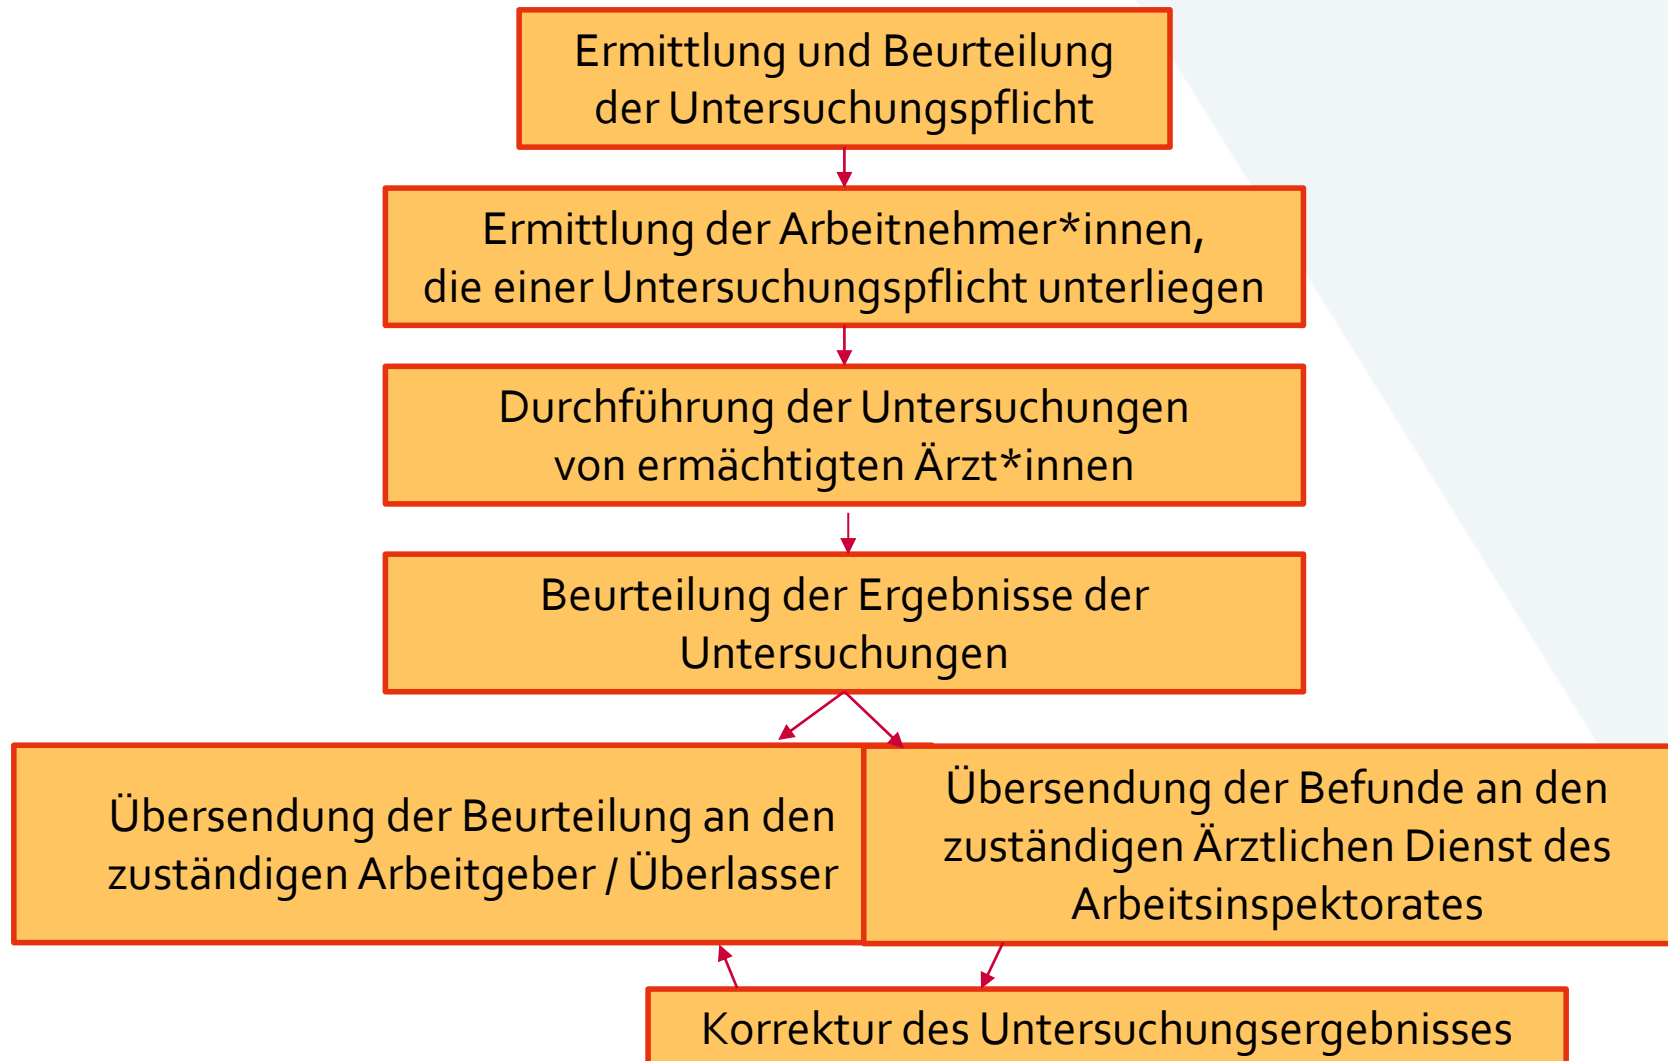 Ermittlung und Beurteilung
der Untersuchungspflicht
Ermittlung der Arbeitnehmer*innen,
die einer Untersuchungspflicht unterliegen
Durchführung der Untersuchungen
von ermächtigten Ärzt*innen
Beurteilung der Ergebnisse der
Untersuchungen
Übersendung der Beurteilung an den
zuständigen Arbeitgeber / Überlasser
Übersendung der Befunde an den
zuständigen Ärztlichen Dienst des
Arbeitsinspektorates
Korrektur des Untersuchungsergebnisses